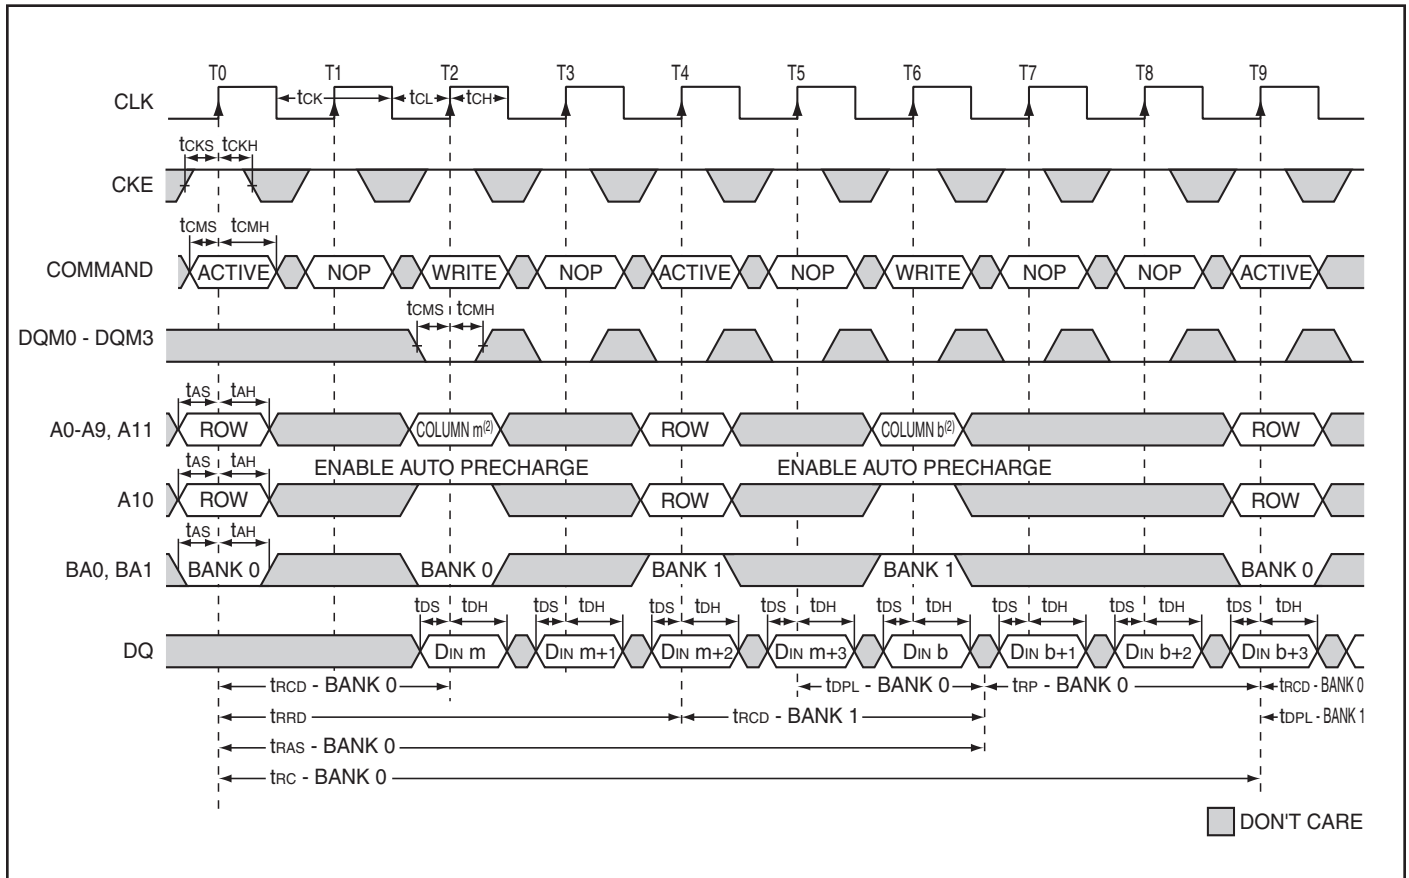 T0 T1 T2 T3 T4 T5 T6 T7 T8 T9
CLK tCK tCL tCH
tCKS tCKH
CKE
tCMS tCMH
COMMAND ACTIVE NOP WRITE NOP ACTIVE NOP WRITE NOP NOP ACTIVE
tCMS tCMH
DQM0 - DQM3
tAS tAH
A0-A9, A11 ROW COLUMN m(2) ROW COLUMN b(2) ROW
tAS tAH ENABLE AUTO PRECHARGE ENABLE AUTO PRECHARGE
A10 ROW ROW ROW
tAS tAH
BA0, BA1 BANK 0 BANK 0 BANK 1 BANK 1 BANK 0
tDS tDH tDS tDH tDS tDH tDS tDH tDS tDH tDS tDH tDS tDH tDS tDH
DQ DIN m DIN m+1 DIN m+2 DIN m+3 DIN b DIN b+1 DIN b+2 DIN b+3
tRCD - BANK 0 tDPL - BANK 0 tRP - BANK 0 tRCD - BANK 0
tRRD tRCD - BANK 1 tDPL - BANK 1
tRAS - BANK 0
tRC - BANK 0
DON'T CARE